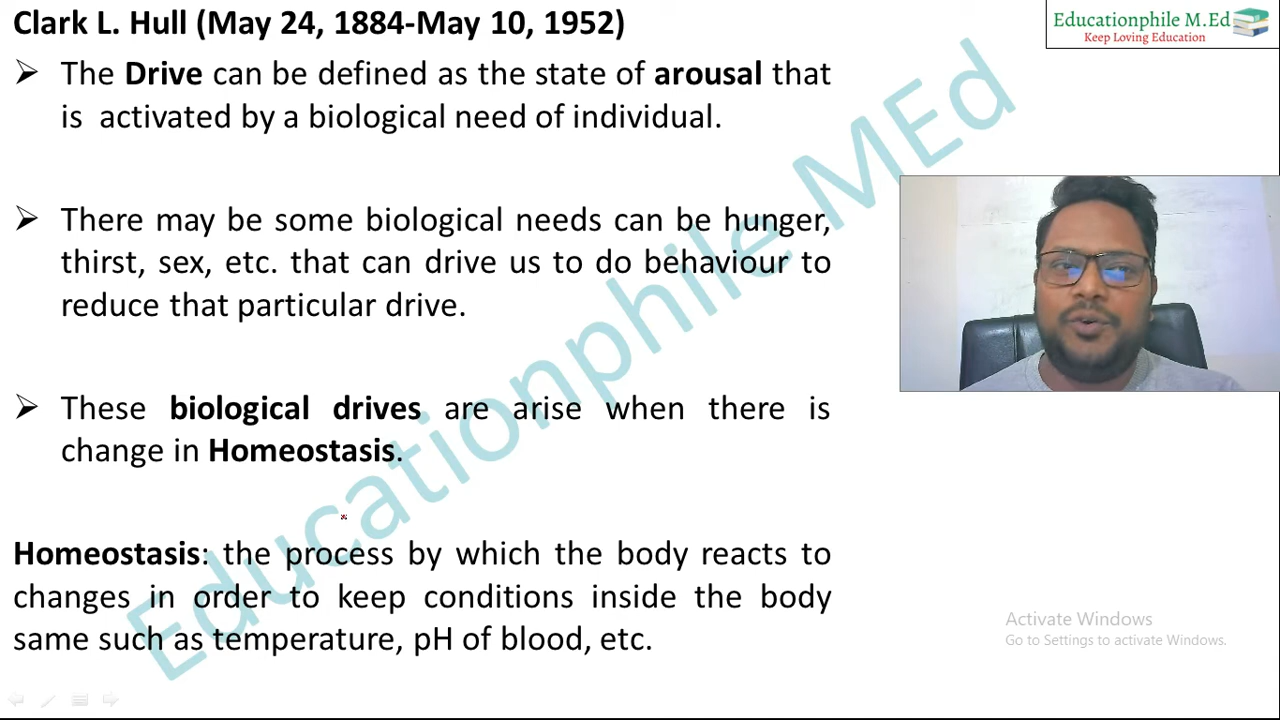 Clark L. Hull (May 24, 1884-May 10, 1952)
Educationphile M.Ed
Keep Loving Education
➢ The Drive can be defined as the state of arousal that
is activated by a biological need of individual.
➢ There may be some biological needs can be hunger,
thirst, sex, etc. that can drive us to do behaviour to
reduce that particular drive.
➢ These biological drives are arise when there is
change in Homeostasis.
Homeostasis: the process by which the body reacts to
changes in order to keep conditions inside the body
same such as temperature, pH of blood, etc.
Educationphile MEd
Activate Windows
Go to Settings to activate Windows.